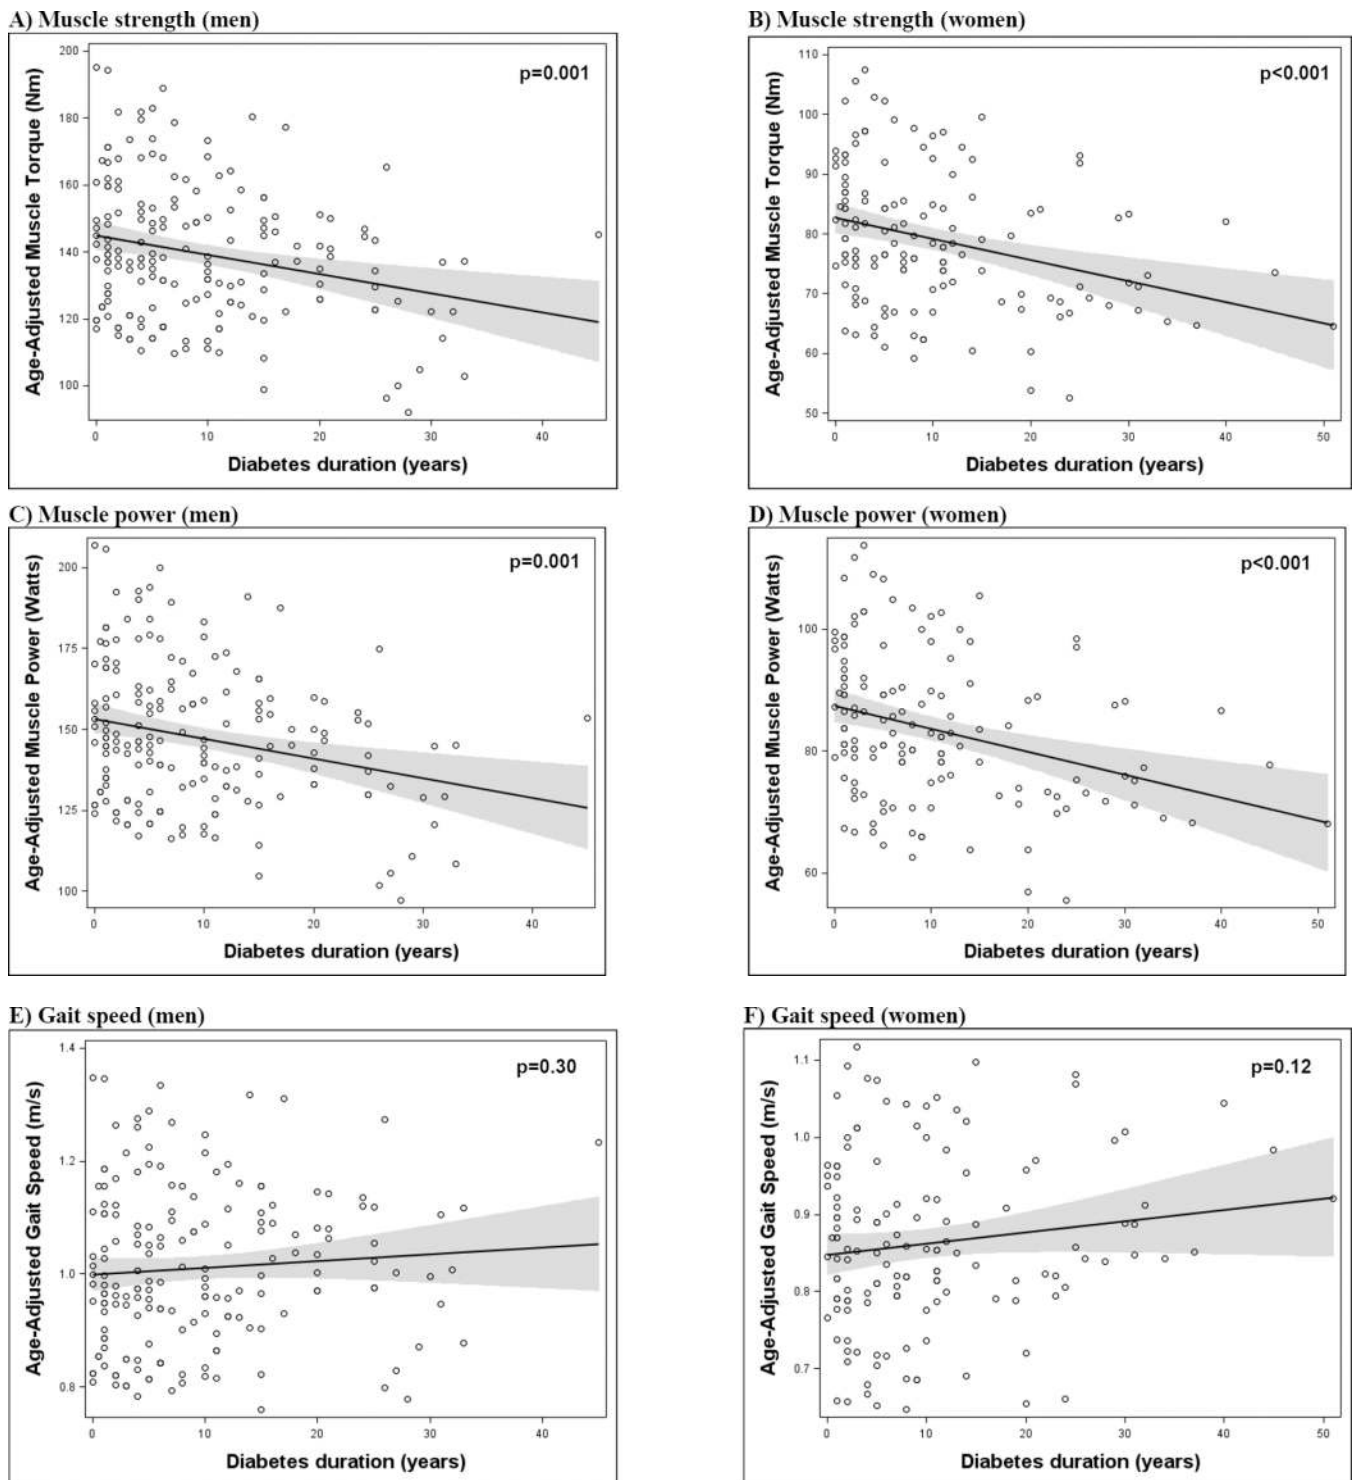 A) Muscle strength (men)
B) Muscle strength (women)
p=0.001
Age-Adjusted Muscle Torque (Nm)
200
180
160
140
120
100
0 10 20 30 40
Diabetes duration (years)
p<0.001
Age-Adjusted Muscle Torque (Nm)
110
100
90
80
70
60
50
0 10 20 30 40 50
Diabetes duration (years)
C) Muscle power (men)
D) Muscle power (women)
p=0.001
Age-Adjusted Muscle Power (Watts)
200
175
150
125
100
0 10 20 30 40
Diabetes duration (years)
p<0.001
Age-Adjusted Muscle Power (Watts)
100
80
60
0 10 20 30 40 50
Diabetes duration (years)
E) Gait speed (men)
F) Gait speed (women)
p=0.30
Age-Adjusted Gait Speed (m/s)
1.4
1.2
1.0
0.8
0 10 20 30 40
Diabetes duration (years)
p=0.12
Age-Adjusted Gait Speed (m/s)
1.1
1.0
0.9
0.8
0.7
0 10 20 30 40 50
Diabetes duration (years)